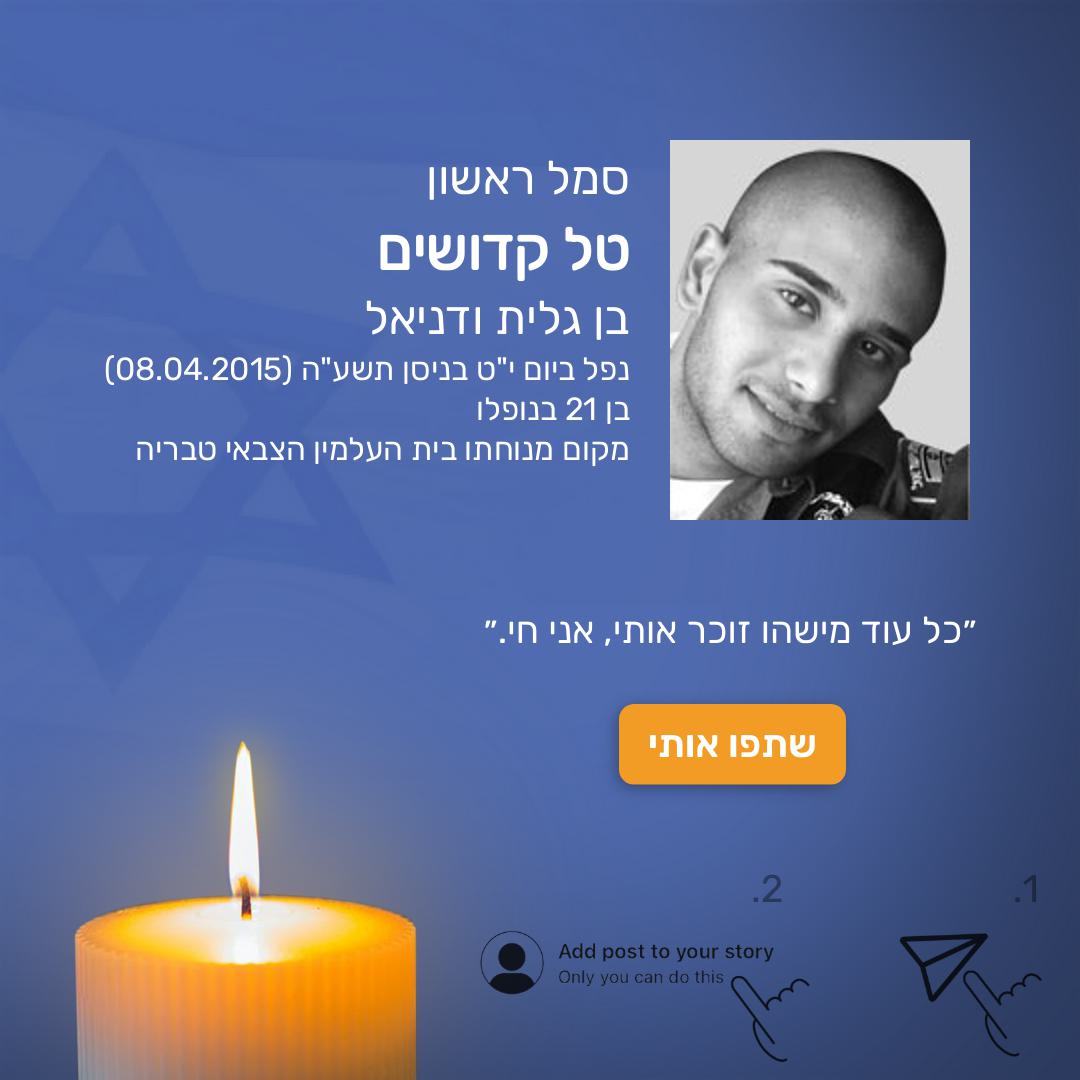 סמל ראשון
טל קדושים
בן גלית ודניאל
נפל ביום י"ט בניסן תשע"ה (08.04.2015)
בן 21 בנופלו
מקום מנוחתו בית העלמין הצבאי טבריה
״כל עוד מישהו זוכר אותי, אני חי.״
שתפו אותי
1.
2.
Add post to your story
Only you can do this